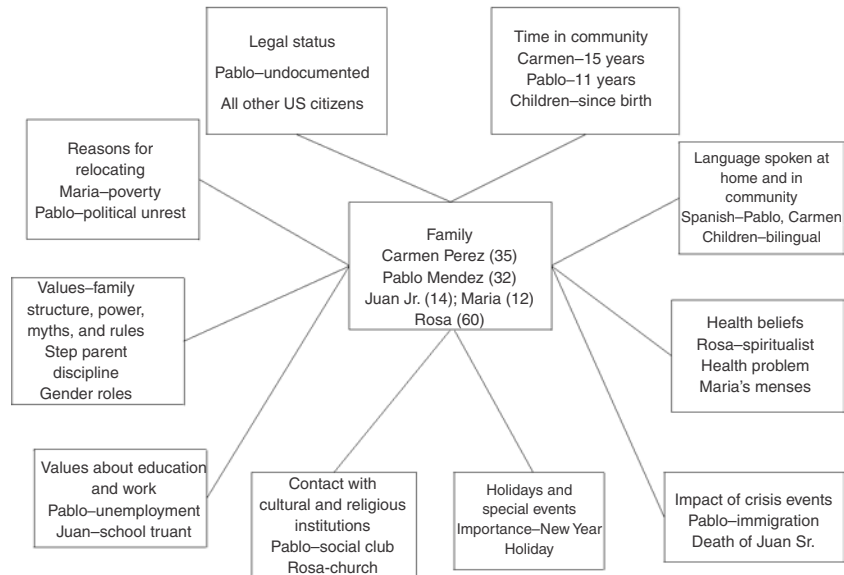 Legal status
Pablo–undocumented
All other US citizens
Time in community
Carmen–15 years
Pablo–11 years
Children–since birth
Reasons for
relocating
Maria–poverty
Pablo–political unrest
Language spoken at
home and in
community
Spanish–Pablo, Carmen
Children–bilingual
Family
Carmen Perez (35)
Pablo Mendez (32)
Juan Jr. (14); Maria (12)
Rosa (60)
Values–family
structure, power,
myths, and rules
Step parent
discipline
Gender roles
Health beliefs
Rosa–spiritualist
Health problem
Maria’s menses
Values about education
and work
Pablo–unemployment
Juan–school truant
Contact with
cultural and religious
institutions
Pablo–social club
Rosa-church
Holidays and
special events
Importance–New Year
Holiday
Impact of crisis events
Pablo–immigration
Death of Juan Sr.